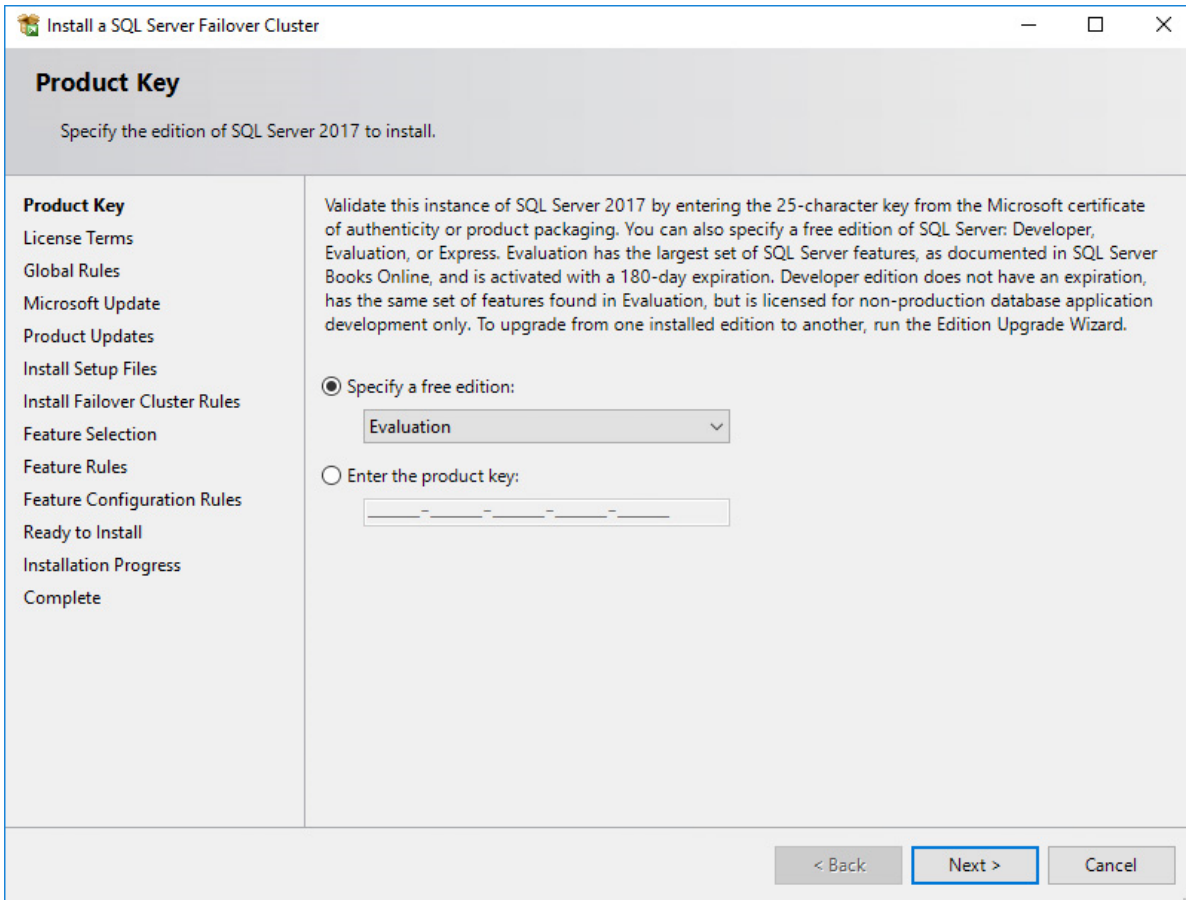 Install a SQL Server Failover Cluster
Product Key
Specify the edition of SQL Server 2017 to install.
Product Key
License Terms
Global Rules
Microsoft Update
Product Updates
Install Setup Files
Install Failover Cluster Rules
Feature Selection
Feature Rules
Feature Configuration Rules
Ready to Install
Installation Progress
Complete
Validate this instance of SQL Server 2017 by entering the 25-character key from the Microsoft certificate
of authenticity or product packaging. You can also specify a free edition of SQL Server: Developer,
Evaluation, or Express. Evaluation has the largest set of SQL Server features, as documented in SQL Server
Books Online, and is activated with a 180-day expiration. Developer edition does not have an expiration,
has the same set of features found in Evaluation, but is licensed for non-production database application
development only. To upgrade from one installed edition to another, run the Edition Upgrade Wizard.
Specify a free edition:
Evaluation
Enter the product key:
_____-_____-_____-_____-_____
< Back Next > Cancel